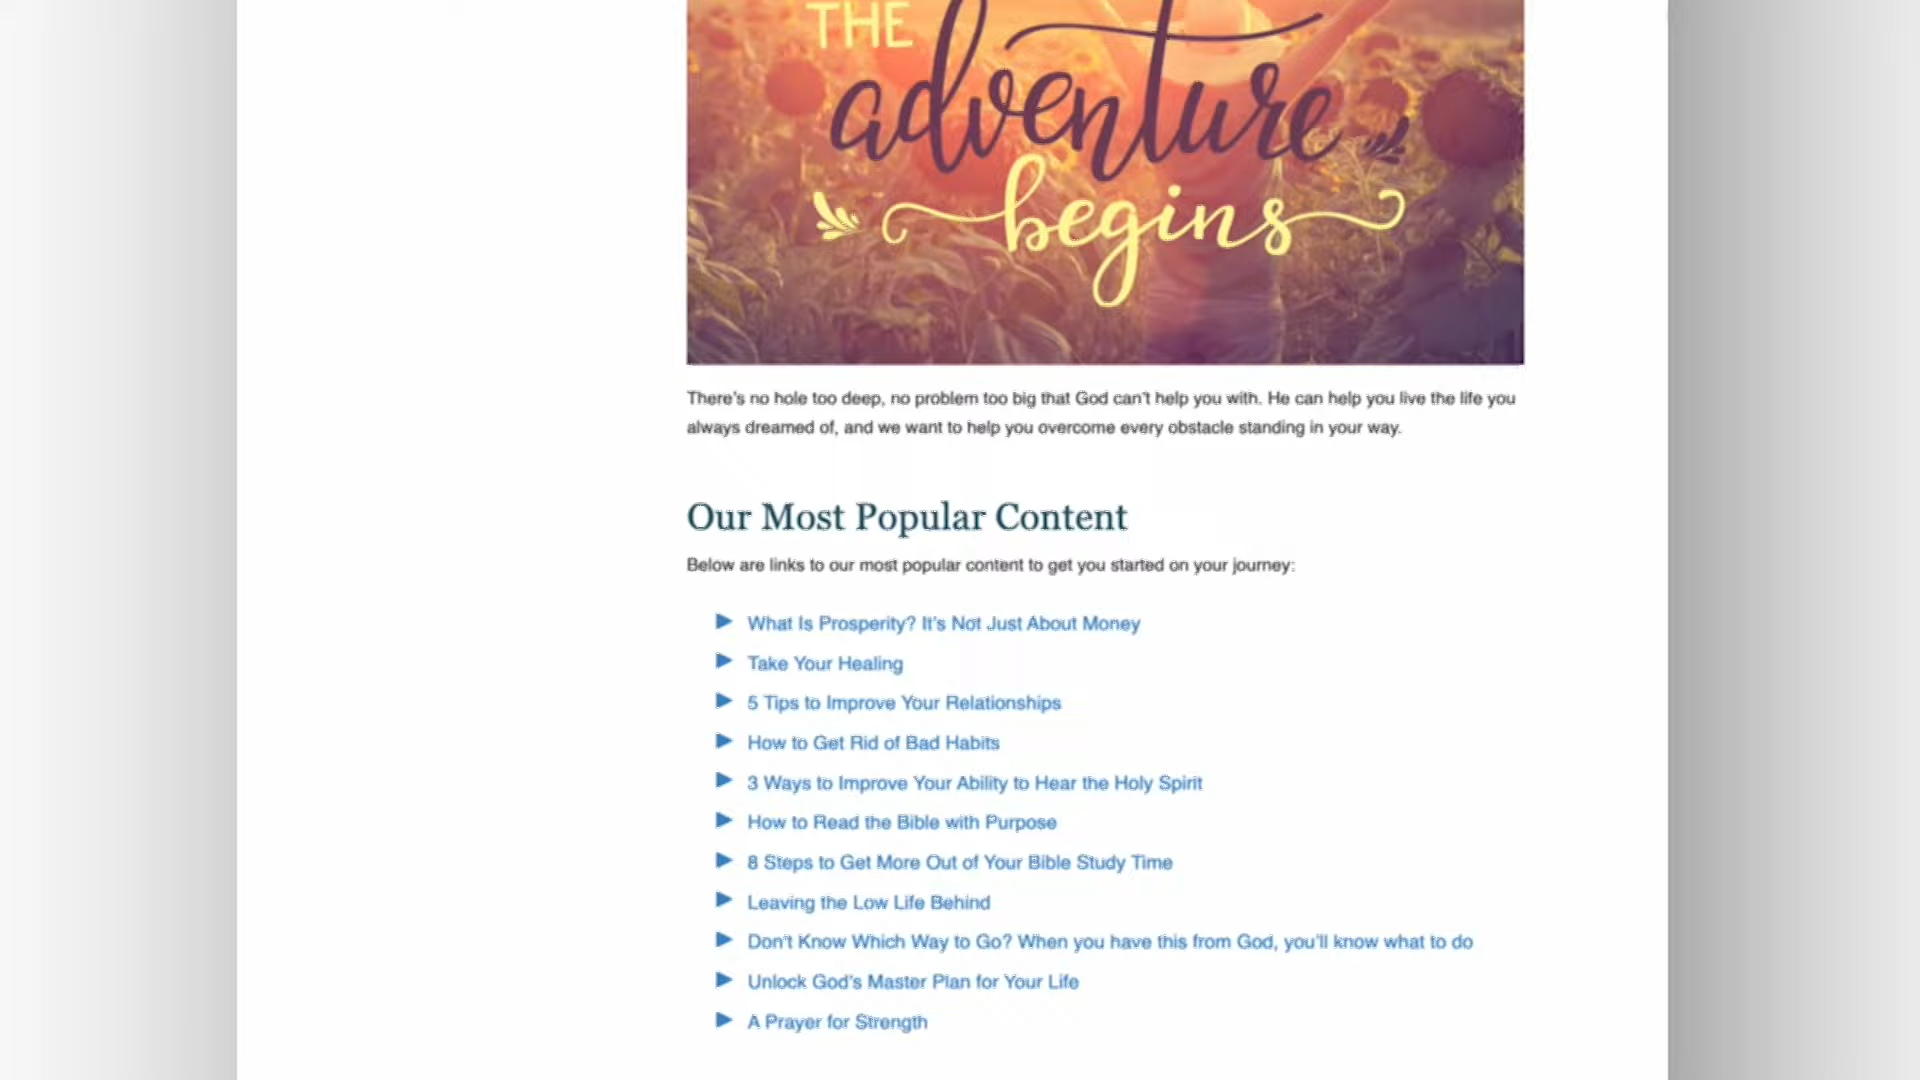 THE
adventure
begins
There's no hole too deep, no problem too big that God can't help you with. He can help you live the life you
always dreamed of, and we want to help you overcome every obstacle standing in your way.
Our Most Popular Content
Below are links to our most popular content to get you started on your journey:
What Is Prosperity? It's Not Just About Money
Take Your Healing
5 Tips to Improve Your Relationships
How to Get Rid of Bad Habits
3 Ways to Improve Your Ability to Hear the Holy Spirit
How to Read the Bible with Purpose
8 Steps to Get More Out of Your Bible Study Time
Leaving the Low Life Behind
Don't Know Which Way to Go? When you have this from God, you'll know what to do
Unlock God's Master Plan for Your Life
A Prayer for Strength